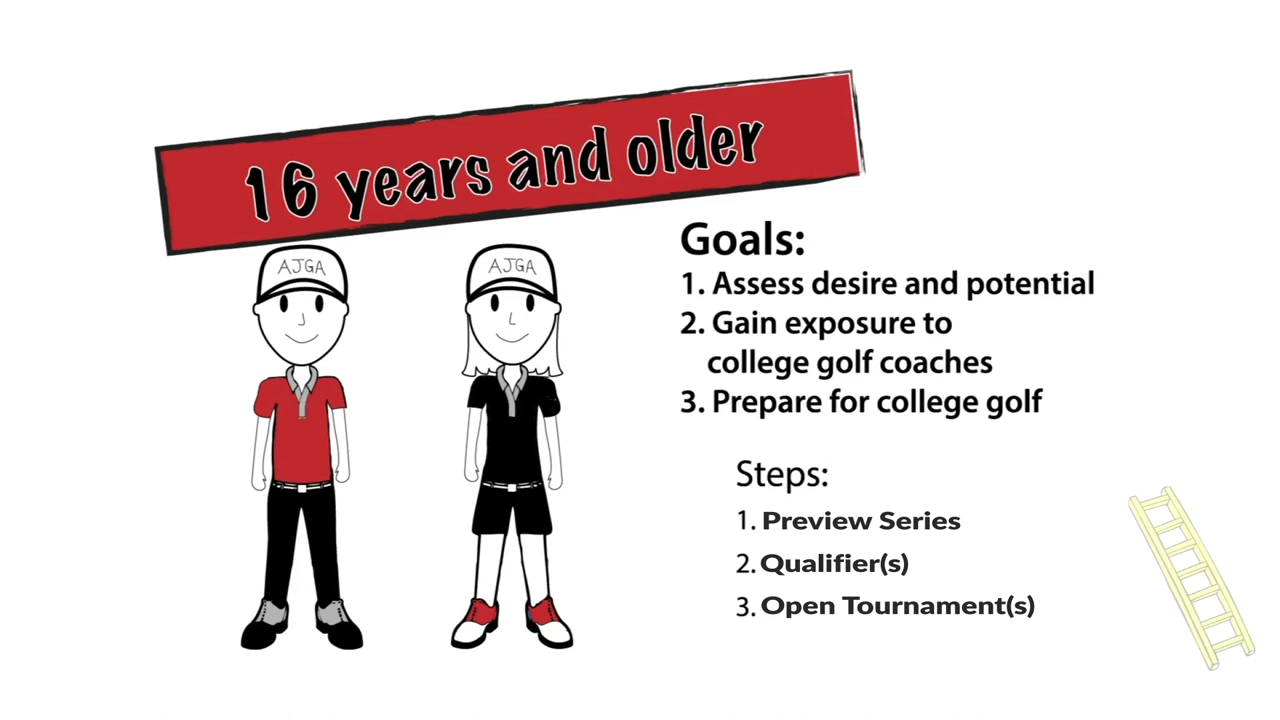 16 years and older
AJGA
AJGA
Goals:
1. Assess desire and potential
2. Gain exposure to
college golf coaches
3. Prepare for college golf
Steps:
1. Preview Series
2. Qualifier(s)
3. Open Tournament(s)